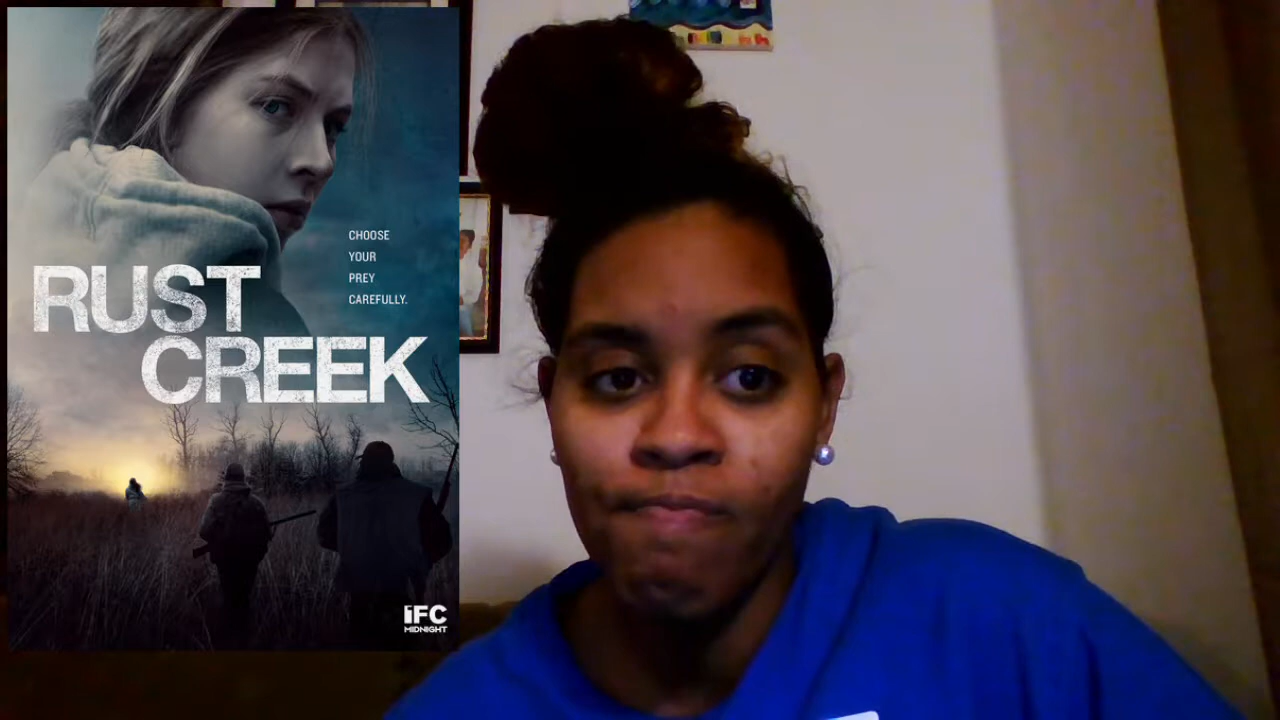 CHOOSE
YOUR
PREY
CAREFULLY.
RUST
CREEK
IFC
MIDNIGHT